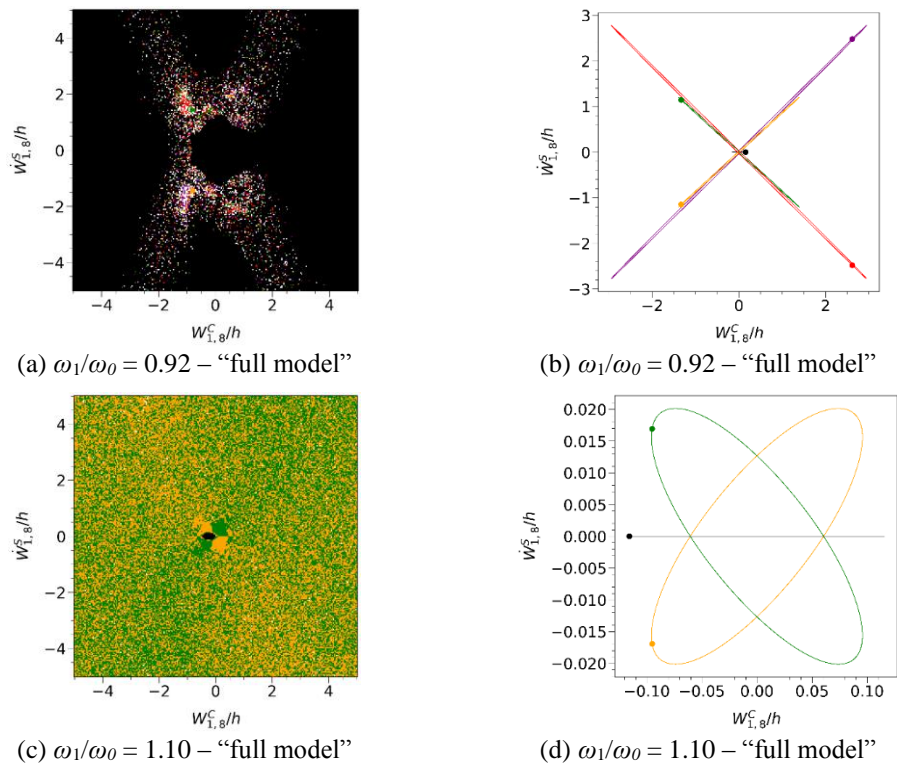 4
2
0
−2
−4
Ẇ^S_{1,8}/h
−4 −2 0 2 4
W^C_{1,8}/h
3
2
1
0
−1
−2
−3
Ẇ^S_{1,8}/h
−2 0 2
W^C_{1,8}/h
(a) ω1/ω0 = 0.92 – “full model”
(b) ω1/ω0 = 0.92 – “full model”
4
2
0
−2
−4
Ẇ^S_{1,8}/h
−4 −2 0 2 4
W^C_{1,8}/h
0.020
0.015
0.010
0.005
0.000
−0.005
−0.010
−0.015
−0.020
Ẇ^S_{1,8}/h
−0.10 −0.05 0.00 0.05 0.10
W^C_{1,8}/h
(c) ω1/ω0 = 1.10 – “full model”
(d) ω1/ω0 = 1.10 – “full model”